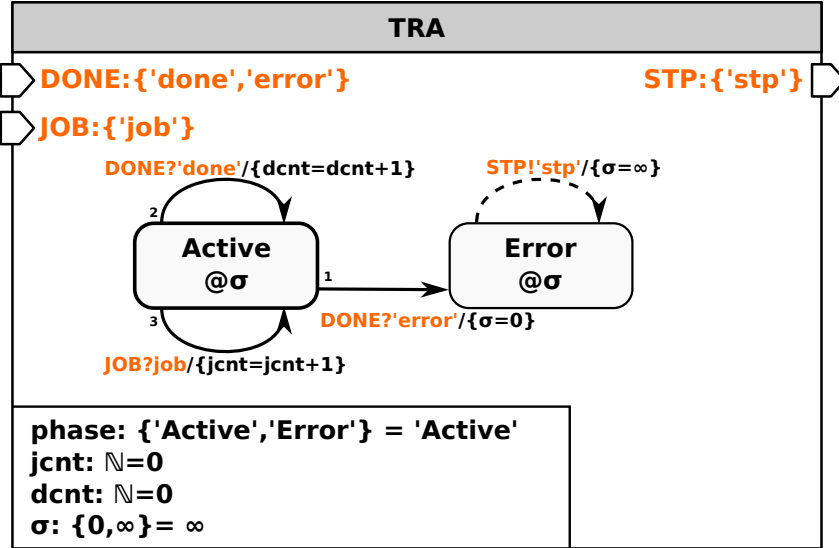 TRA
DONE:{'done','error'}
STP:{'stp'}
JOB:{'job'}
DONE?'done'/{dcnt=dcnt+1}
STP!'stp'/{σ=∞}
2
Active
@σ
Error
@σ
1
3
DONE?'error'/{σ=0}
JOB?job/{jcnt=jcnt+1}
phase: {'Active','Error'} = 'Active'
jcnt: ℕ=0
dcnt: ℕ=0
σ: {0,∞}= ∞